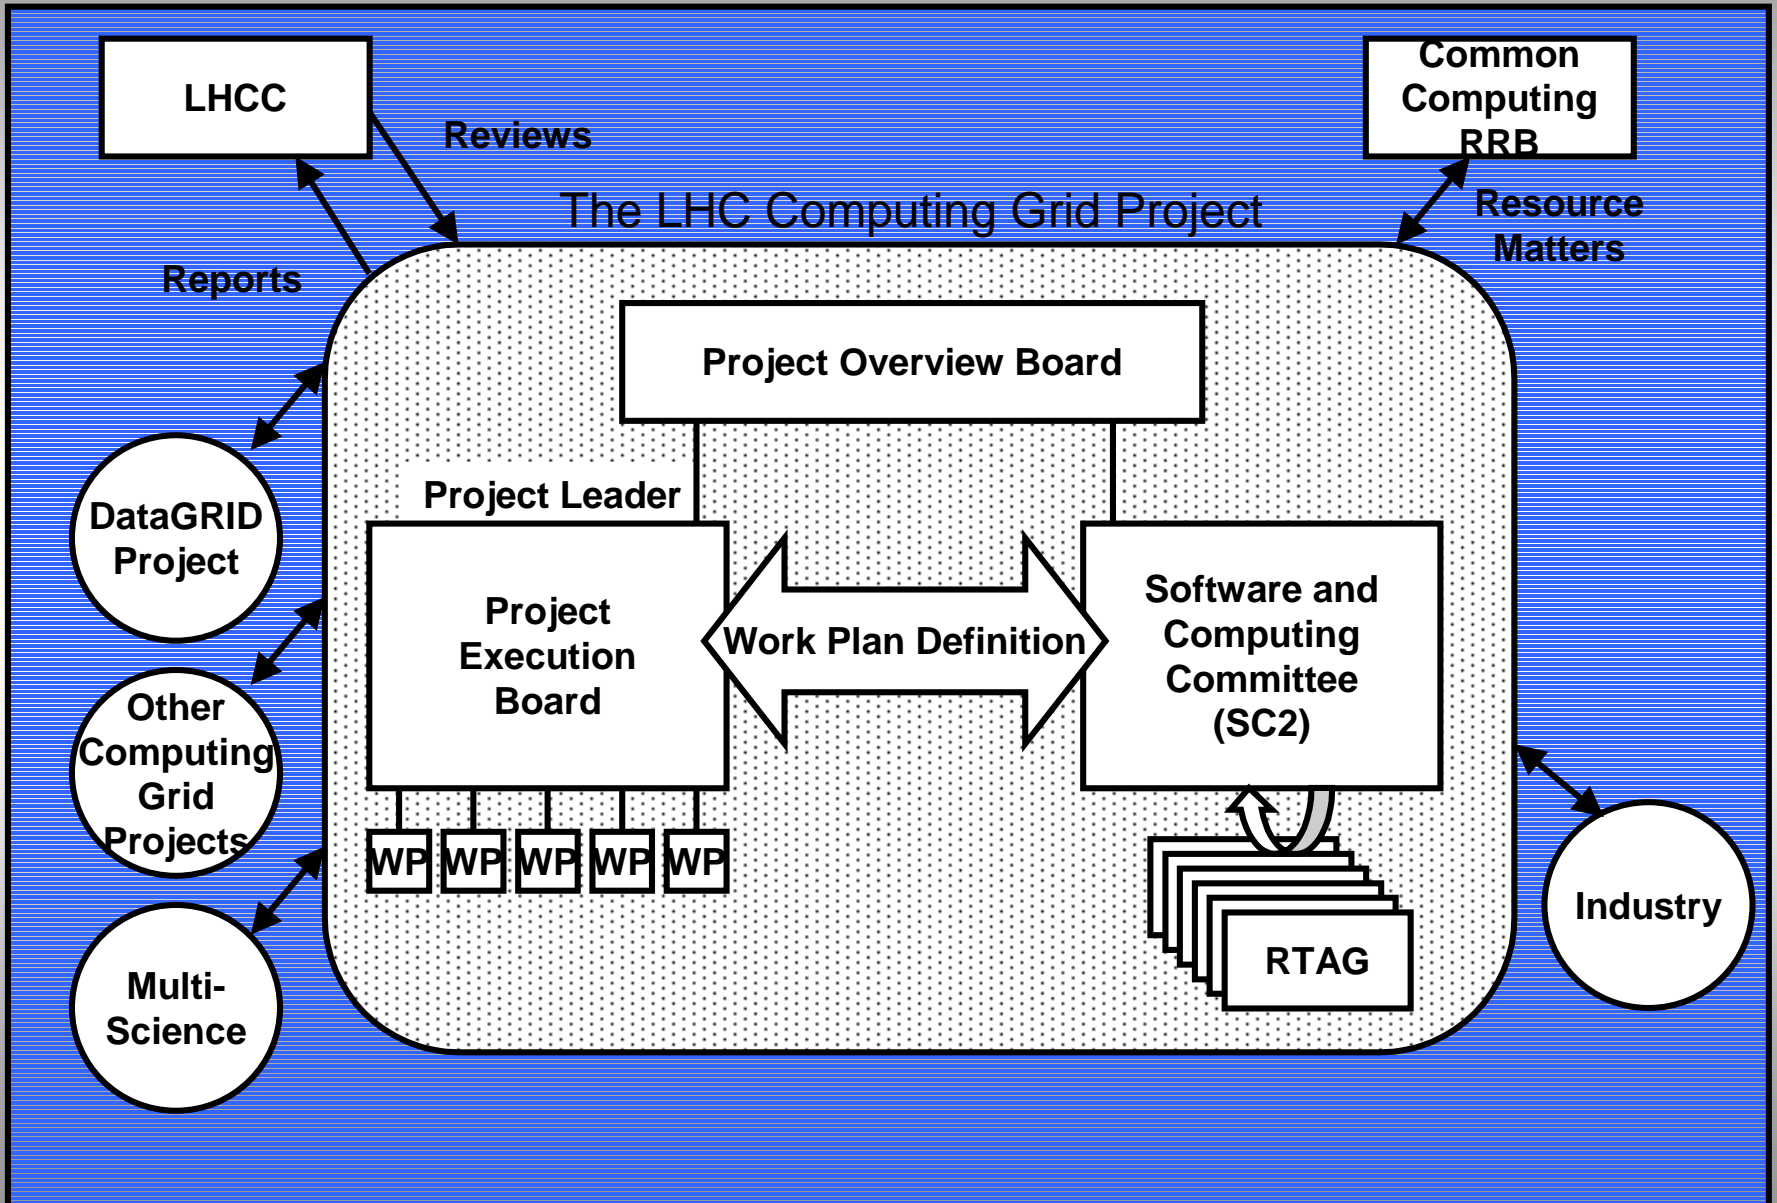 LHCC
Reviews
Common
Computing
RRB
Resource
Matters
The LHC Computing Grid Project
Reports
Project Overview Board
Project Leader
DataGRID
Project
Project
Execution
Board
Work Plan Definition
Software and
Computing
Committee
(SC2)
Other
Computing
Grid
Projects
WP WP WP WP WP
RTAG
Industry
Multi-
Science